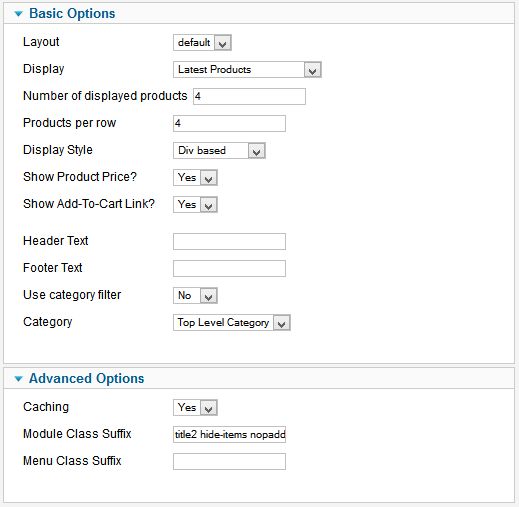 Basic Options
Layout default
Display Latest Products
Number of displayed products 4
Products per row 4
Display Style Div based
Show Product Price? Yes
Show Add-To-Cart Link? Yes
Header Text
Footer Text
Use category filter No
Category Top Level Category
Advanced Options
Caching Yes
Module Class Suffix title2 hide-items nopadd
Menu Class Suffix